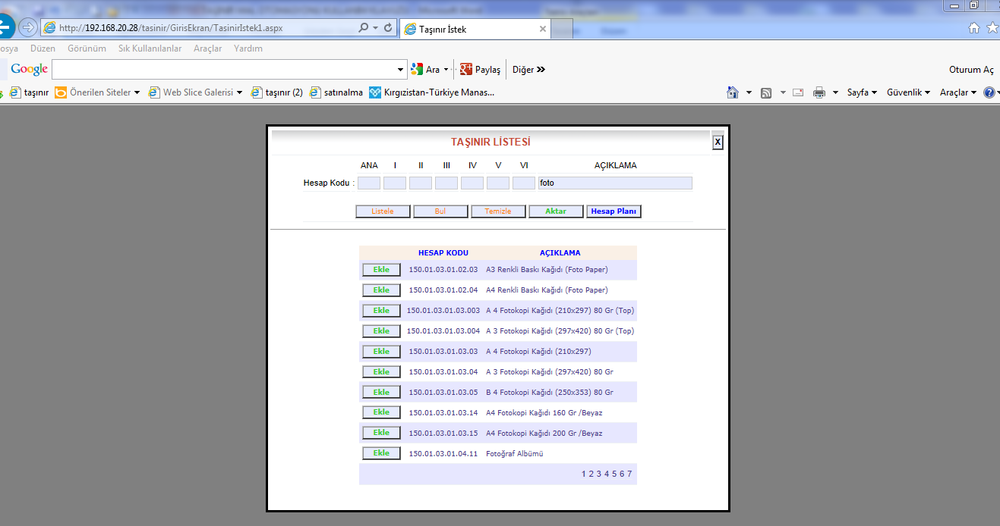 http://192.168.20.28/tasinir/GirisEkran/Tasinirİstek1.aspx
Taşınır İstek
osya Düzen Görünüm Sık Kullanılanlar Araçlar Yardım
Google Ara Paylaş Diğer Oturum Aç
taşınır Önerilen Siteler Web Slice Galerisi taşınır (2) satınalma Kırgızistan-Türkiye Manas... Sayfa Güvenlik Araçlar
TAŞINIR LİSTESİ X
ANA I II III IV V VI AÇIKLAMA
Hesap Kodu : foto
Listele Bul Temizle Aktar Hesap Planı
HESAP KODU AÇIKLAMA
Ekle 150.01.03.01.02.03 A3 Renkli Baskı Kağıdı (Foto Paper)
Ekle 150.01.03.01.02.04 A4 Renkli Baskı Kağıdı (Foto Paper)
Ekle 150.01.03.01.03.003 A 4 Fotokopi Kağıdı (210x297) 80 Gr (Top)
Ekle 150.01.03.01.03.004 A 3 Fotokopi Kağıdı (297x420) 80 Gr (Top)
Ekle 150.01.03.01.03.03 A 4 Fotokopi Kağıdı (210x297)
Ekle 150.01.03.01.03.04 A 3 Fotokopi Kağıdı (297x420) 80 Gr
Ekle 150.01.03.01.03.05 B 4 Fotokopi Kağıdı (250x353) 80 Gr
Ekle 150.01.03.01.03.14 A4 Fotokopi Kağıdı 160 Gr /Beyaz
Ekle 150.01.03.01.03.15 A4 Fotokopi Kağıdı 200 Gr /Beyaz
Ekle 150.01.03.01.04.11 Fotoğraf Albümü
1 2 3 4 5 6 7